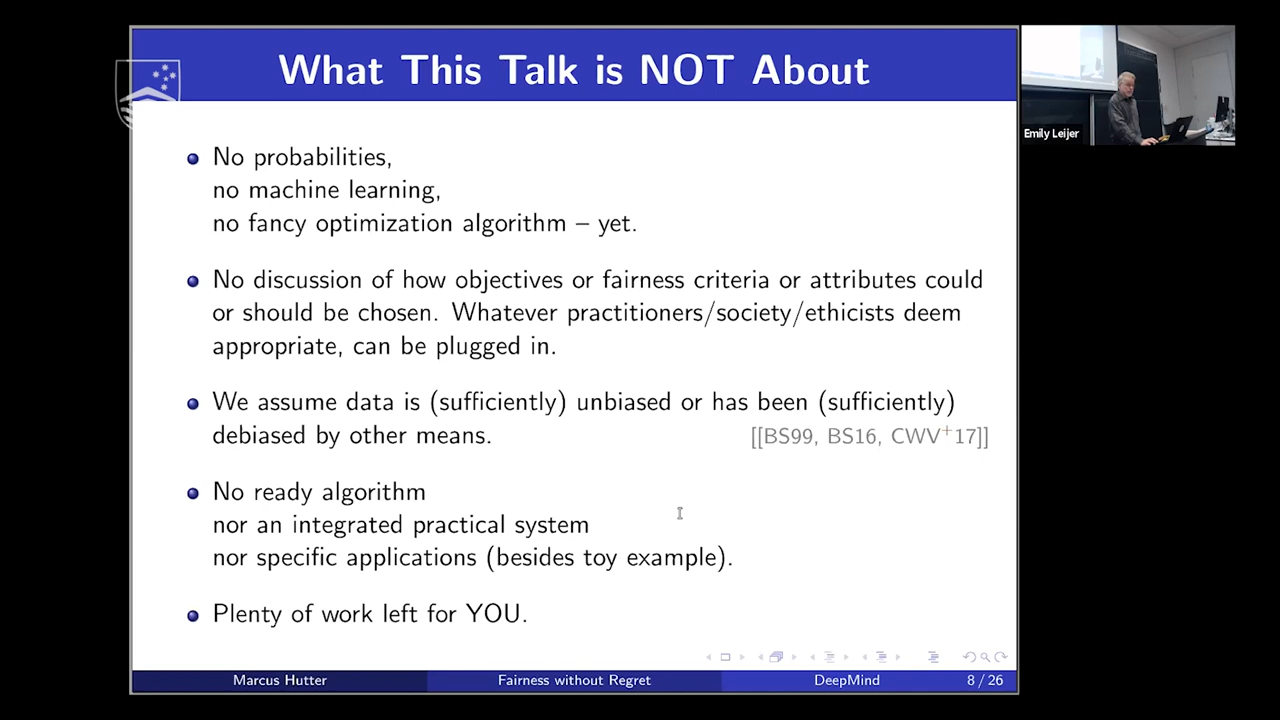 What This Talk is NOT About
No probabilities,
no machine learning,
no fancy optimization algorithm – yet.
No discussion of how objectives or fairness criteria or attributes could
or should be chosen. Whatever practitioners/society/ethicists deem
appropriate, can be plugged in.
We assume data is (sufficiently) unbiased or has been (sufficiently)
debiased by other means. [[BS99, BS16, CWV+17]]
No ready algorithm
nor an integrated practical system
nor specific applications (besides toy example).
Plenty of work left for YOU.
Marcus Hutter Fairness without Regret DeepMind 8 / 26
Emily Leijer